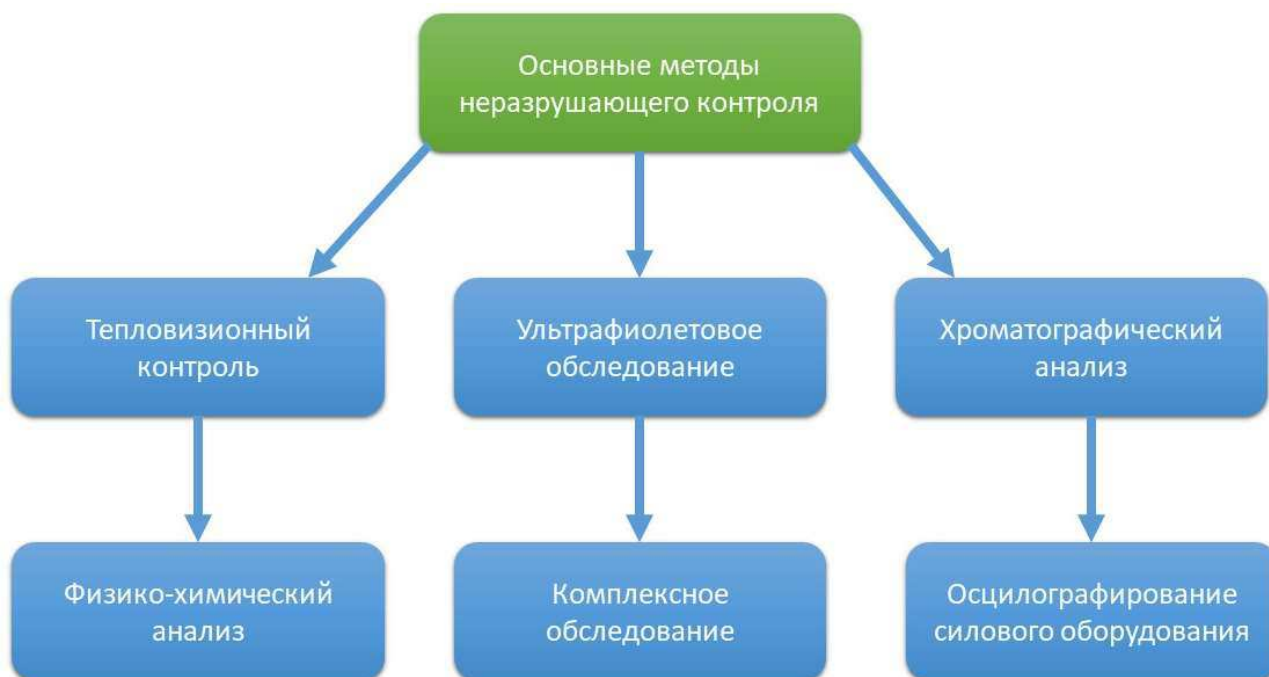 Основные методы
неразрушающего контроля
Тепловизионный
контроль
Ультрафиолетовое
обследование
Хроматографический
анализ
Физико-химический
анализ
Комплексное
обследование
Осцилографирование
силового оборудования